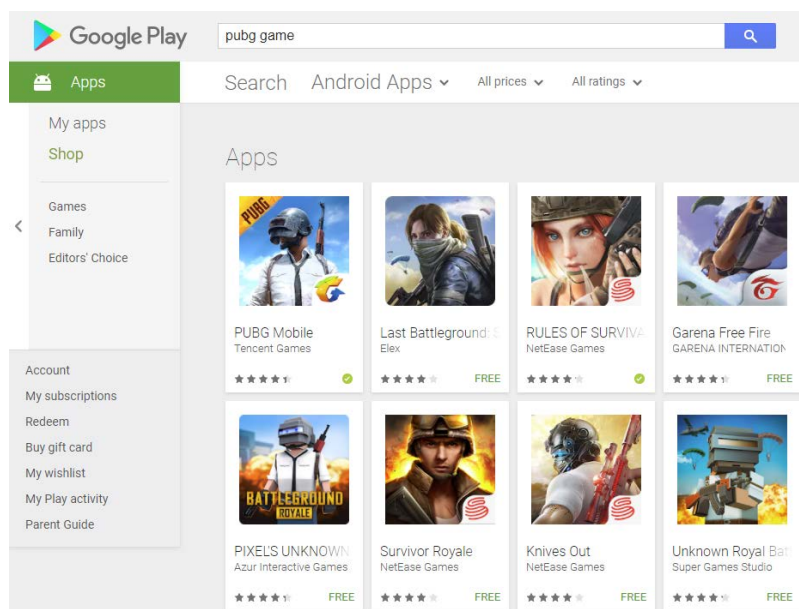 Google Play
pubg game
Apps
Search Android Apps All prices All ratings
My apps
Shop
Games
Family
Editors' Choice
Account
My subscriptions
Redeem
Buy gift card
My wishlist
My Play activity
Parent Guide
Apps
PUBG
PUBG Mobile
Tencent Games
Last Battleground: S
Elex
FREE
RULES OF SURVIVA
NetEase Games
Garena Free Fire
GARENA INTERNATION
FREE
BATTLEGROUND
ROYALE
PIXEL'S UNKNOWN
Azur Interactive Games
FREE
Survivor Royale
NetEase Games
FREE
Knives Out
NetEase Games
FREE
Unknown Royal Bat
Super Games Studio
FREE